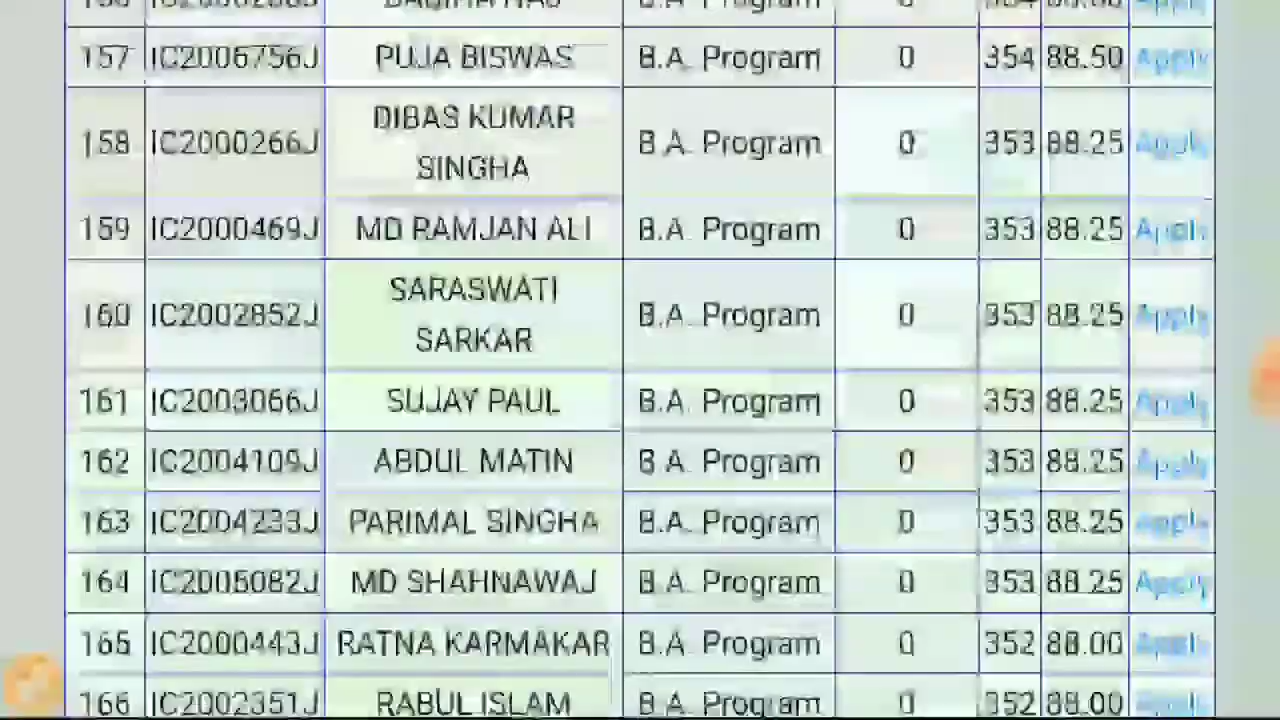 157 IC2006756J PUJA BISWAS B.A. Program 0 354 88.50 Apply
DIBAS KUMAR
158 IC2000266J B.A. Program 0 353 88.25 Apply
SINGHA
159 IC2000469J MD RAMJAN ALI B.A. Program 0 353 88.25 Apply
SARASWATI
160 IC2002852J B.A. Program 0 353 88.25 Apply
SARKAR
161 IC2003066J SUJAY PAUL B.A. Program 0 353 88.25 Apply
162 IC2004109J ABDUL MATIN B.A. Program 0 353 88.25 Apply
163 IC2004233J PARIMAL SINGHA B.A. Program 0 353 88.25 Apply
164 IC2005082J MD SHAHNAWAJ B.A. Program 0 353 88.25 Apply
165 IC2000443J RATNA KARMAKAR B.A. Program 0 352 88.00 Apply
166 IC2002351J RABUL ISLAM B.A. Program 0 352 88.00 Apply